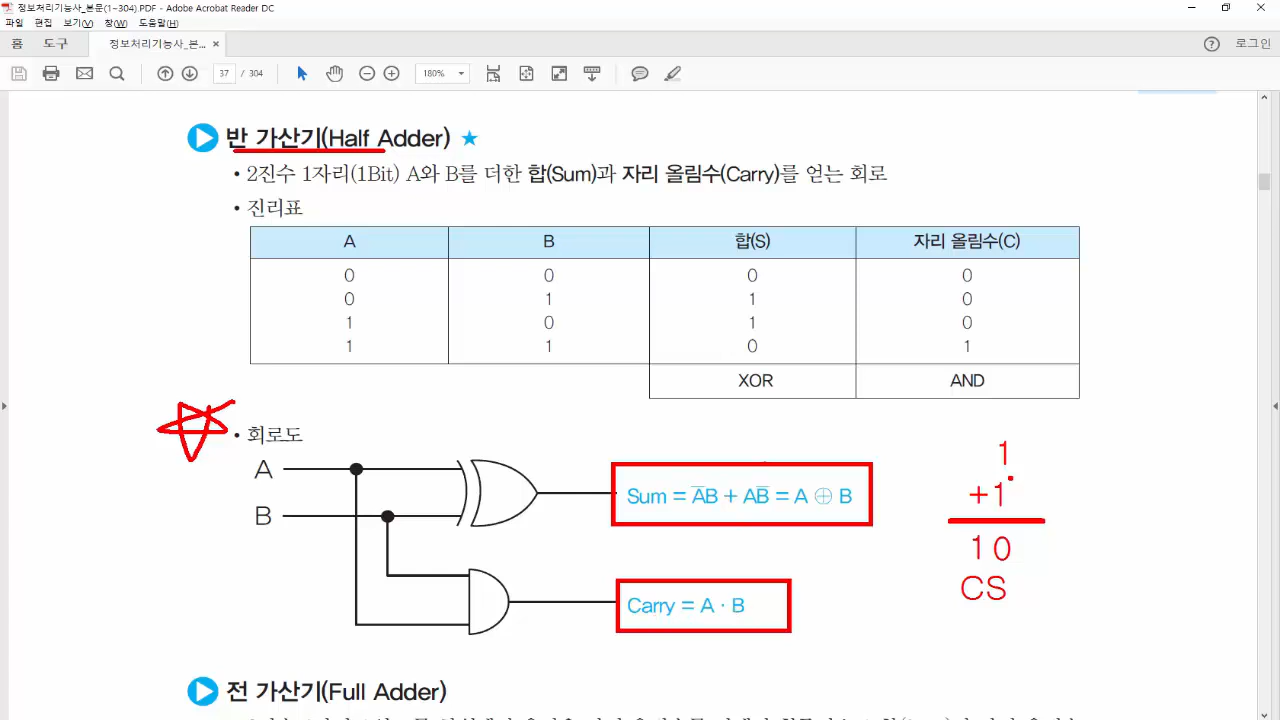 정보처리기능사_본문(1~304).PDF - Adobe Acrobat Reader DC
파일 편집 보기(V) 창(W) 도움말(H)
홈 도구 정보처리기능사_본... × ? 로그인
37 / 304 180%
반 가산기(Half Adder) ★
• 2진수 1자리(1Bit) A와 B를 더한 합(Sum)과 자리 올림수(Carry)를 얻는 회로
• 진리표
A B 합(S) 자리 올림수(C)
0 0 0 0
0 1 1 0
1 0 1 0
1 1 0 1
XOR AND
• 회로도
A
B
Sum = A̅B + AB̅ = A ⊕ B
Carry = A · B
1
+1
10
CS
전 가산기(Full Adder)